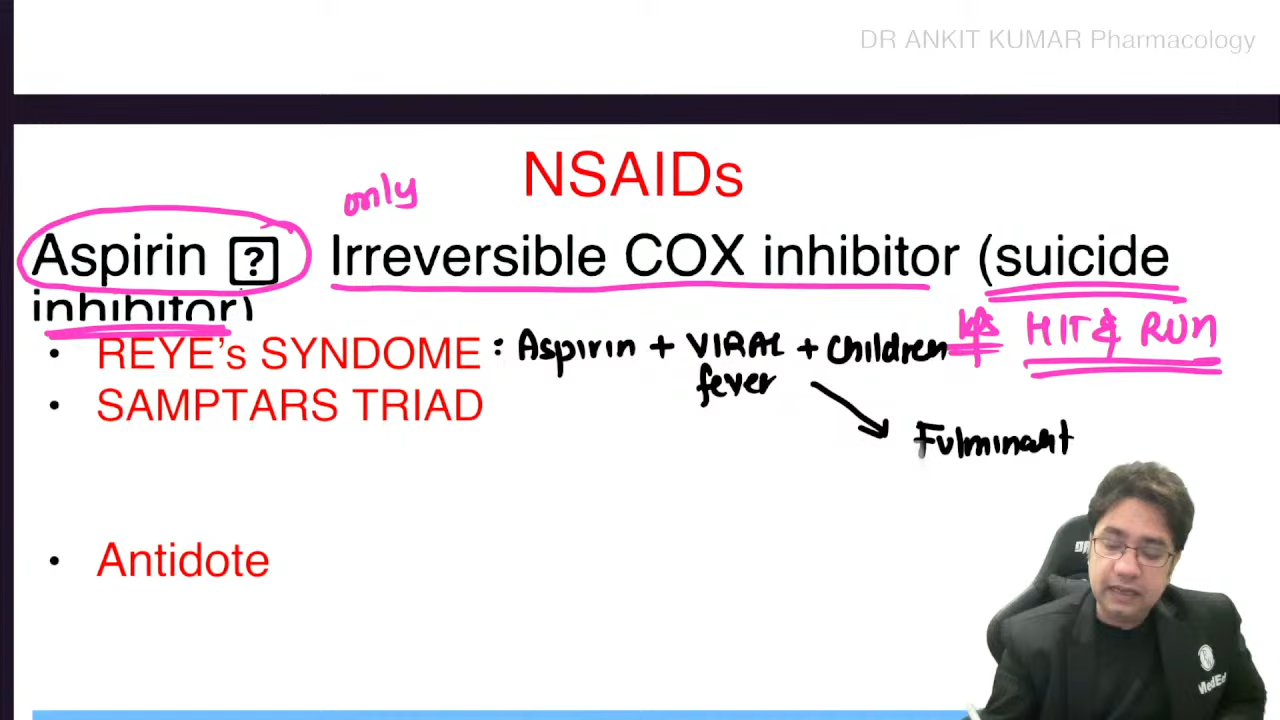 DR ANKIT KUMAR Pharmacology
NSAIDs
only
Aspirin ? Irreversible COX inhibitor (suicide
inhibitor)
HIT & RUN
• REYE's SYNDOME : Aspirin + VIRAL + children
fever
• SAMPTARS TRIAD
Fulminant
• Antidote